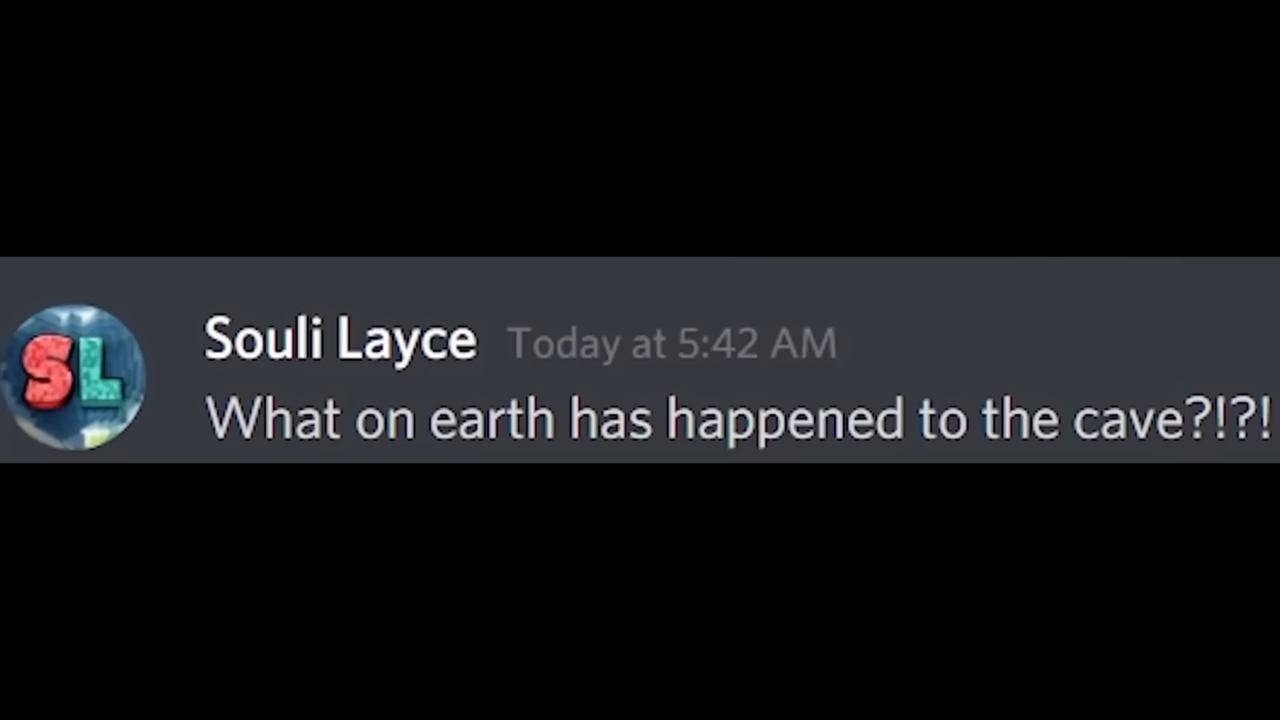 SL
Souli Layce Today at 5:42 AM
What on earth has happened to the cave?!?!